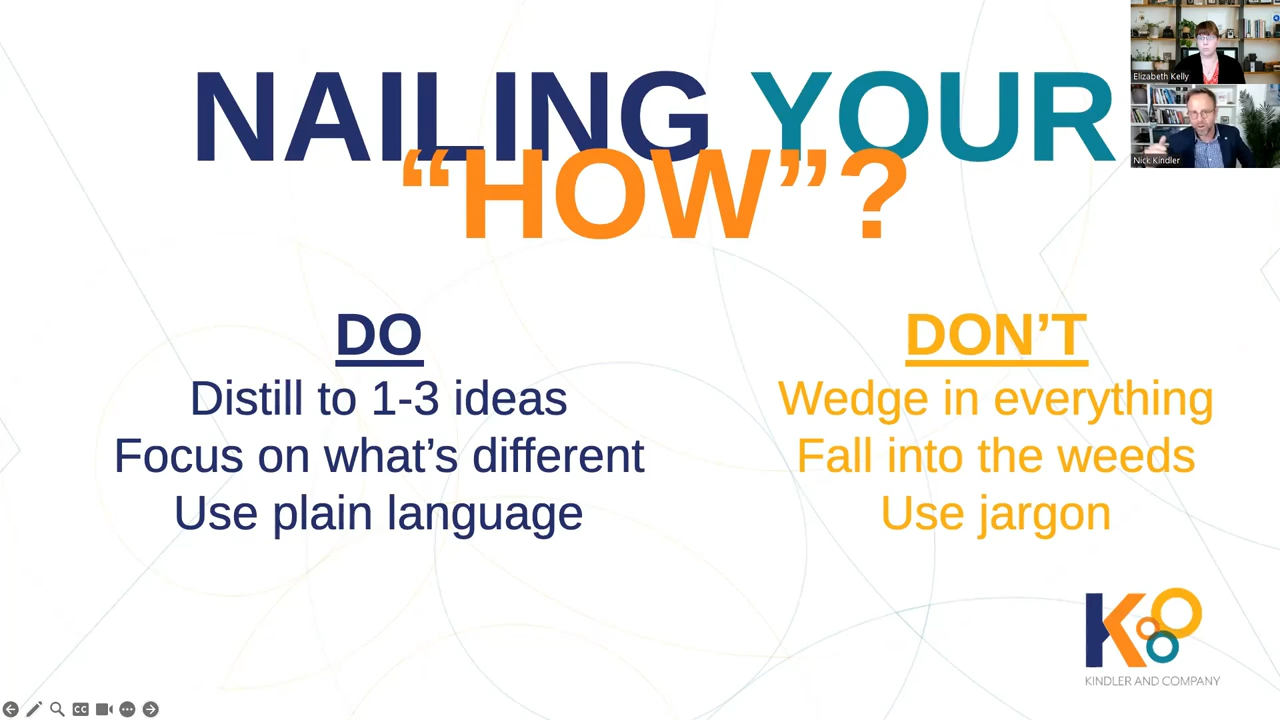 NAILING YOUR
“HOW”?
DO
Distill to 1-3 ideas
Focus on what’s different
Use plain language
DON’T
Wedge in everything
Fall into the weeds
Use jargon
Elizabeth Kelly
Nick Kindler
K
KINDLER AND COMPANY
CC